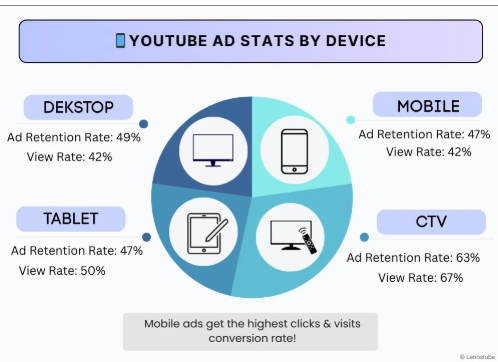 YOUTUBE AD STATS BY DEVICE
DEKSTOP
Ad Retention Rate: 49%
View Rate: 42%
MOBILE
Ad Retention Rate: 47%
View Rate: 42%
TABLET
Ad Retention Rate: 47%
View Rate: 50%
CTV
Ad Retention Rate: 63%
View Rate: 67%
Mobile ads get the highest clicks & visits
conversion rate!
© Lenostube